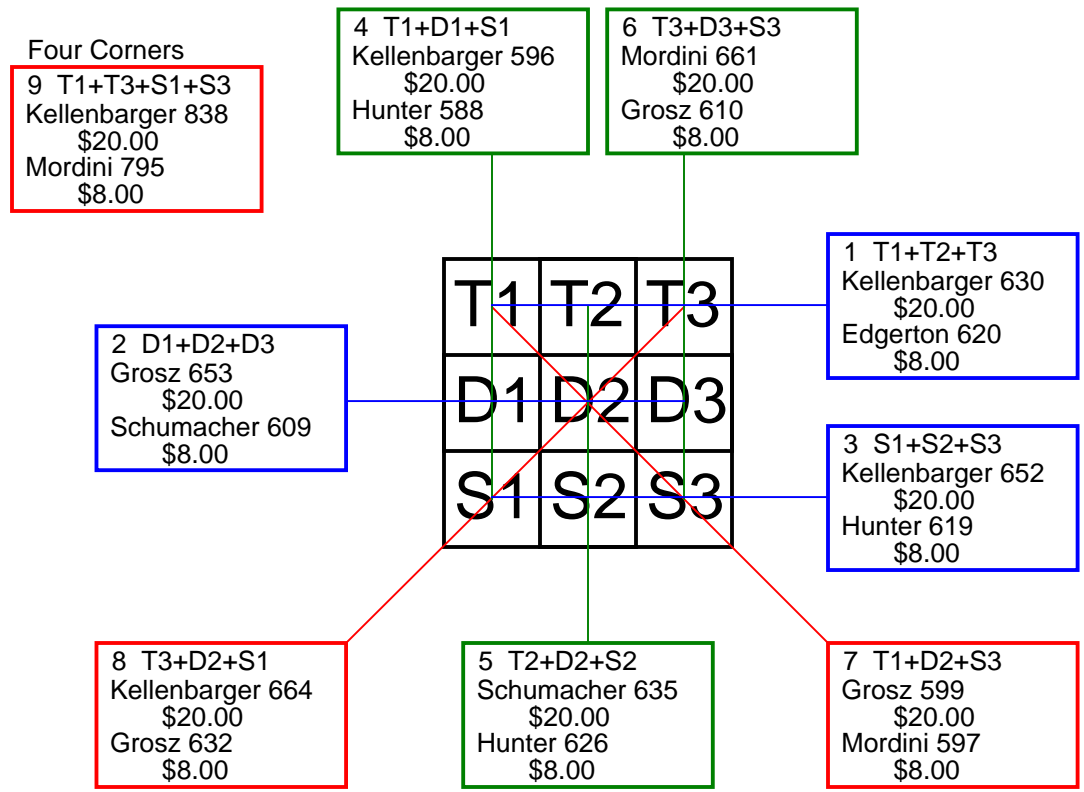 Four Corners
9 T1+T3+S1+S3
Kellenbarger 838
$20.00
Mordini 795
$8.00
4 T1+D1+S1
Kellenbarger 596
$20.00
Hunter 588
$8.00
6 T3+D3+S3
Mordini 661
$20.00
Grosz 610
$8.00
1 T1+T2+T3
Kellenbarger 630
$20.00
Edgerton 620
$8.00
2 D1+D2+D3
Grosz 653
$20.00
Schumacher 609
$8.00
T1 T2 T3
D1 D2 D3
S1 S2 S3
3 S1+S2+S3
Kellenbarger 652
$20.00
Hunter 619
$8.00
8 T3+D2+S1
Kellenbarger 664
$20.00
Grosz 632
$8.00
5 T2+D2+S2
Schumacher 635
$20.00
Hunter 626
$8.00
7 T1+D2+S3
Grosz 599
$20.00
Mordini 597
$8.00